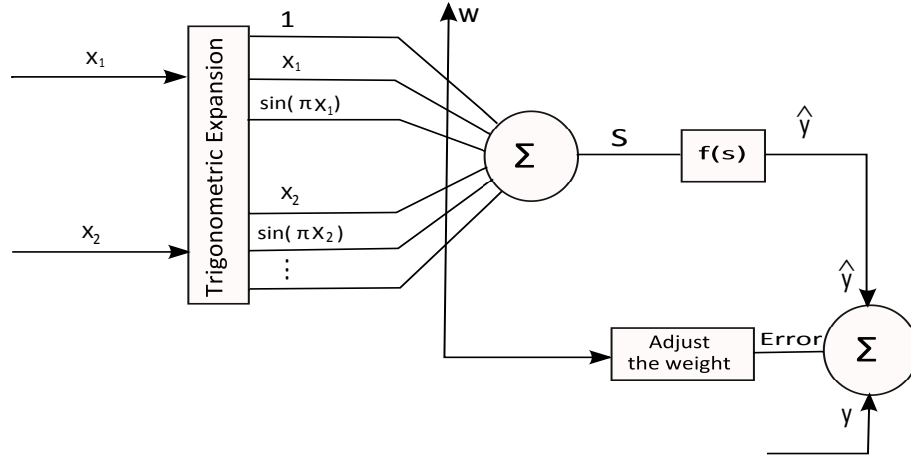 1
W
x₁
x₁
sin(πx₁)
Trigonometric Expansion
Σ
S
f(s)
ŷ
x₂
x₂
sin(πx₂)
⋮
ŷ
Adjust
the weight
Error
Σ
y